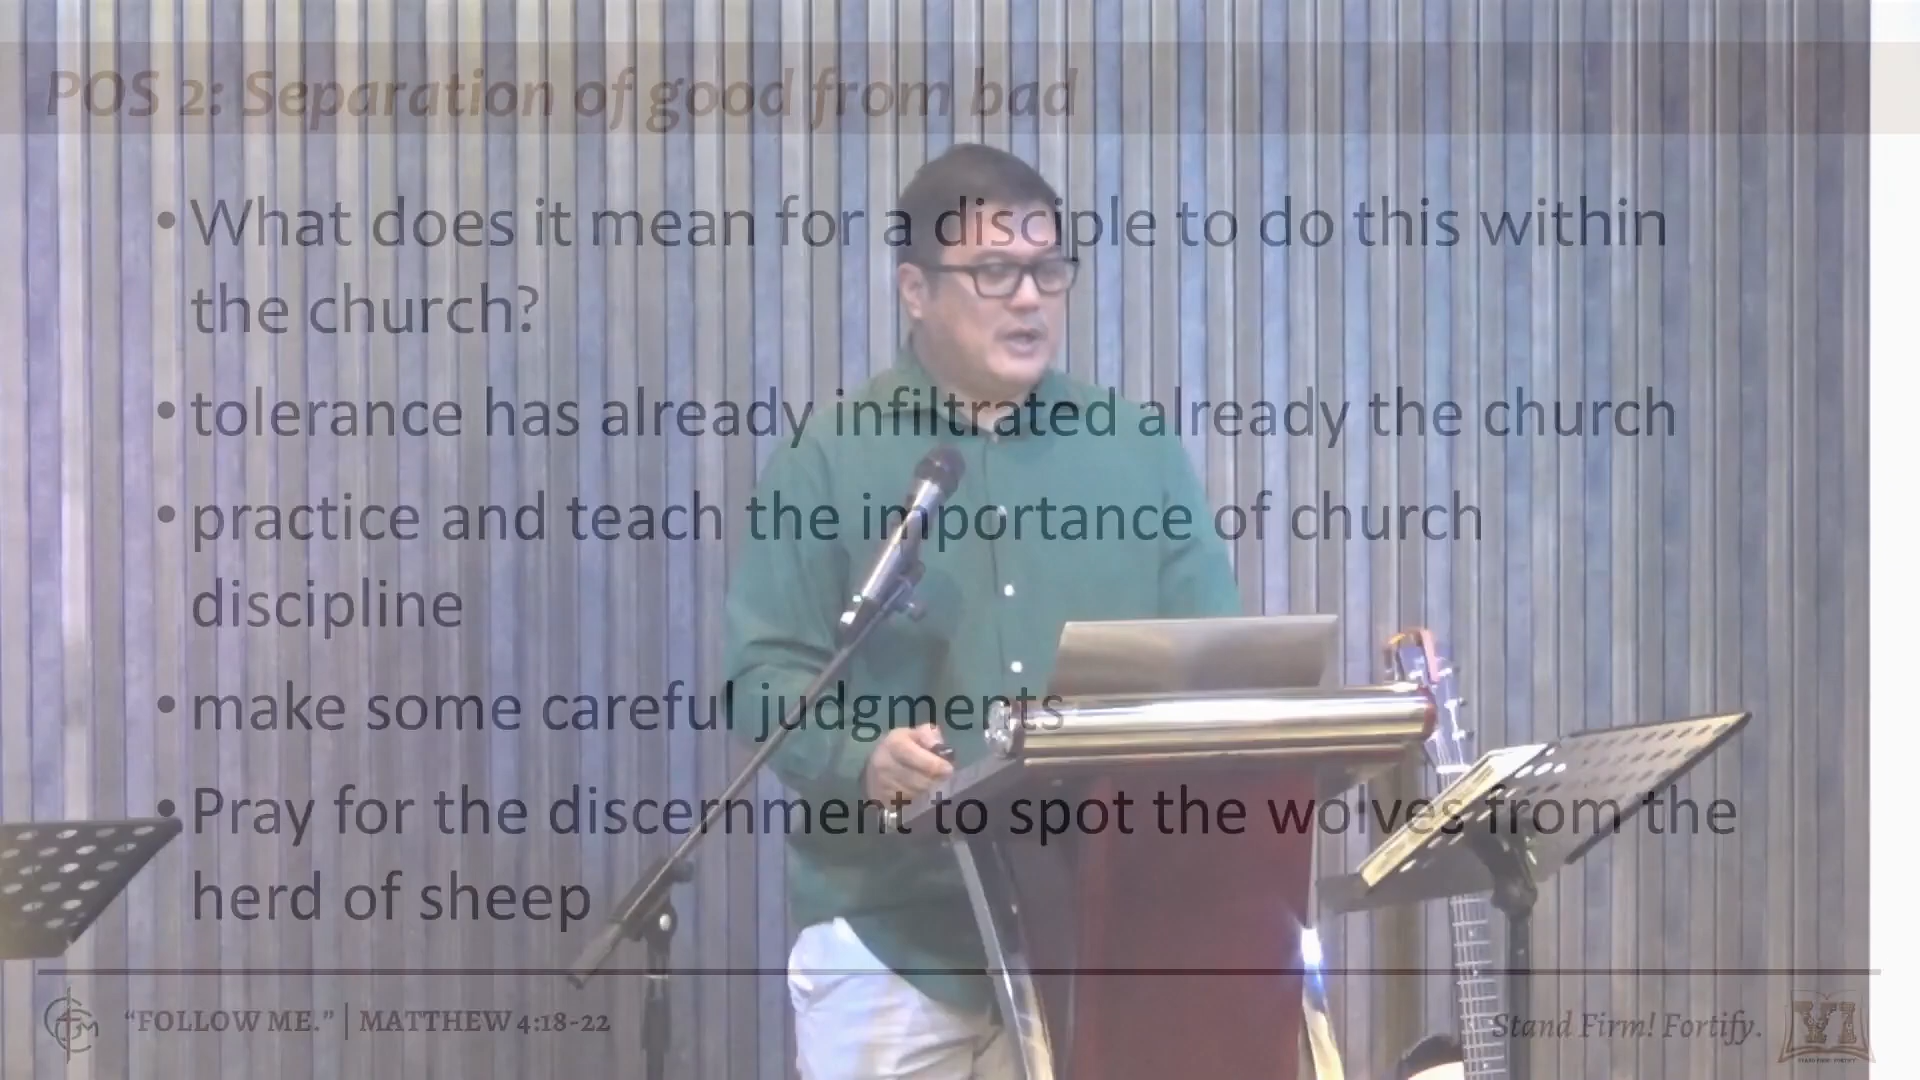 POS 2: Separation of good from bad
• What does it mean for a disciple to do this within
the church?
• tolerance has already infiltrated already the church
• practice and teach the importance of church
discipline
• make some careful judgments
• Pray for the discernment to spot the wolves from the
herd of sheep
“FOLLOW ME.” | MATTHEW 4:18-22
Stand Firm! Fortify.
VI